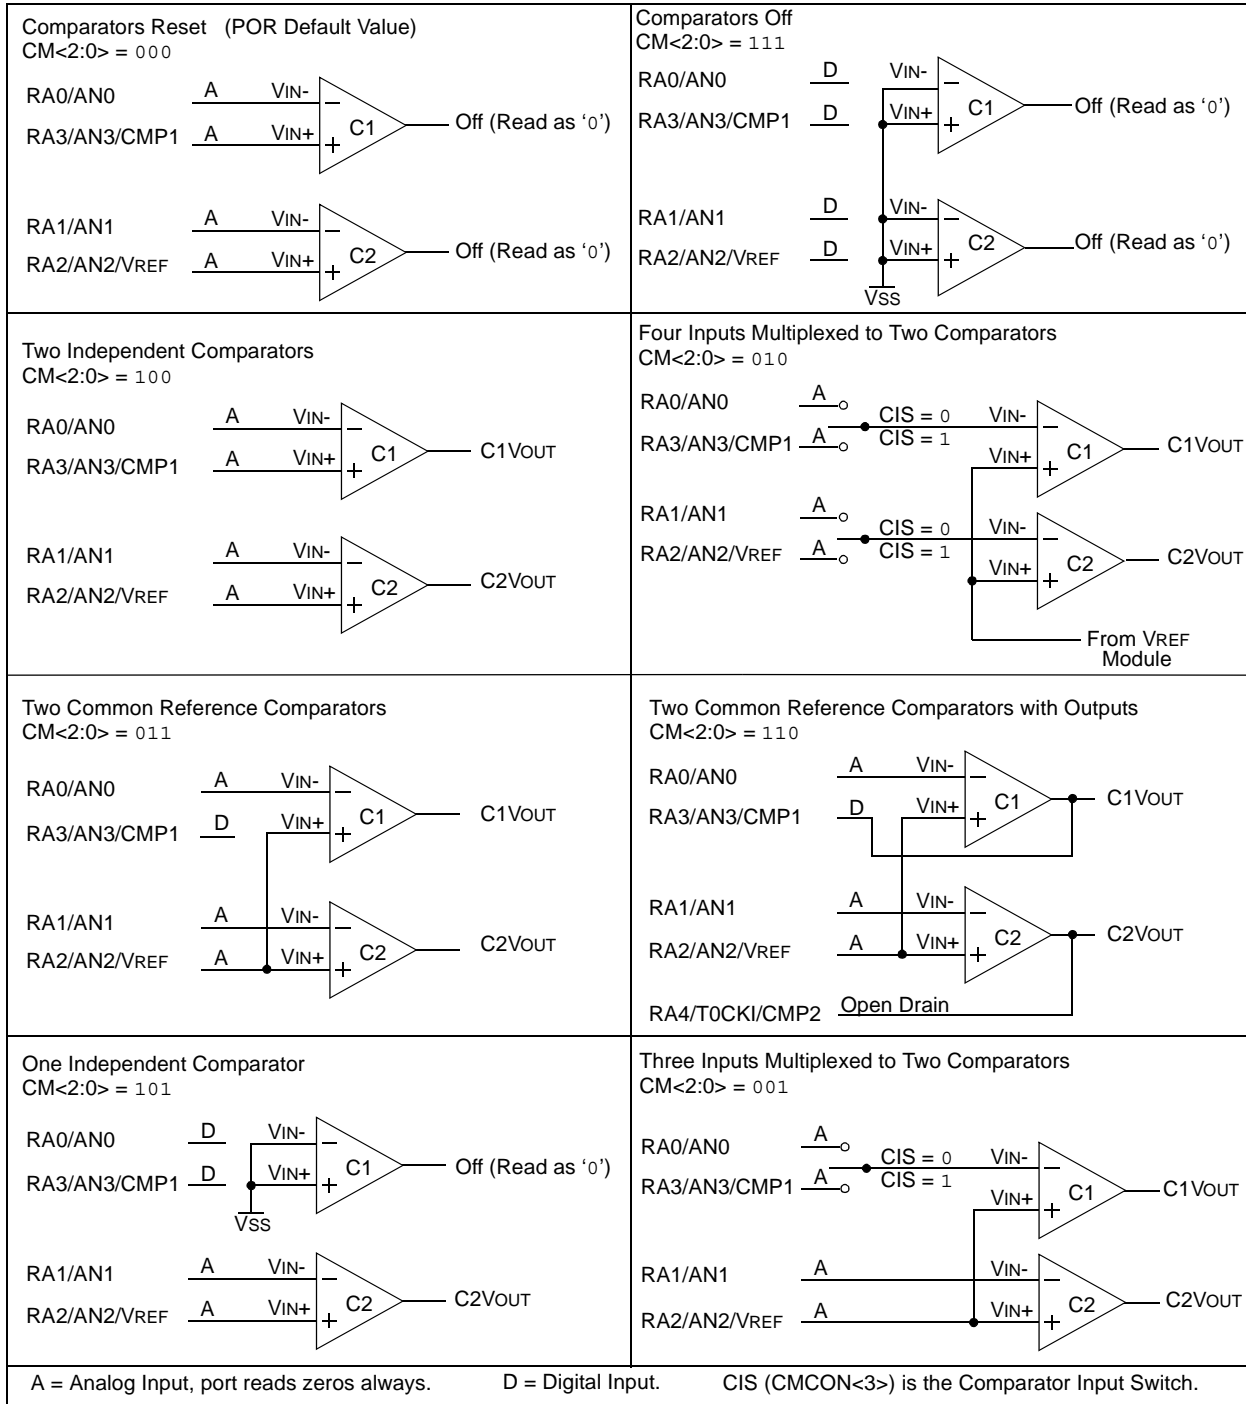 Comparators Reset (POR Default Value)
CM<2:0> = 000
RA0/AN0 A VIN- −
RA3/AN3/CMP1 A VIN+ + C1 Off (Read as ‘0’)
RA1/AN1 A VIN- −
RA2/AN2/VREF A VIN+ + C2 Off (Read as ‘0’)
Comparators Off
CM<2:0> = 111
RA0/AN0 D VIN- −
RA3/AN3/CMP1 D VIN+ + C1 Off (Read as ‘0’)
RA1/AN1 D VIN- −
RA2/AN2/VREF D VIN+ + C2 Off (Read as ‘0’)
VSS
Two Independent Comparators
CM<2:0> = 100
RA0/AN0 A VIN- −
RA3/AN3/CMP1 A VIN+ + C1 C1VOUT
RA1/AN1 A VIN- −
RA2/AN2/VREF A VIN+ + C2 C2VOUT
Four Inputs Multiplexed to Two Comparators
CM<2:0> = 010
RA0/AN0 A CIS = 0 VIN- −
RA3/AN3/CMP1 A CIS = 1 VIN+ + C1 C1VOUT
RA1/AN1 A CIS = 0 VIN- −
RA2/AN2/VREF A CIS = 1 VIN+ + C2 C2VOUT
From VREF
Module
Two Common Reference Comparators
CM<2:0> = 011
RA0/AN0 A VIN- −
RA3/AN3/CMP1 D VIN+ + C1 C1VOUT
RA1/AN1 A VIN- −
RA2/AN2/VREF A VIN+ + C2 C2VOUT
Two Common Reference Comparators with Outputs
CM<2:0> = 110
RA0/AN0 A VIN- −
RA3/AN3/CMP1 D VIN+ + C1 C1VOUT
RA1/AN1 A VIN- −
RA2/AN2/VREF A VIN+ + C2 C2VOUT
RA4/T0CKI/CMP2 Open Drain
One Independent Comparator
CM<2:0> = 101
RA0/AN0 D VIN- −
RA3/AN3/CMP1 D VIN+ + C1 Off (Read as ‘0’)
VSS
RA1/AN1 A VIN- −
RA2/AN2/VREF A VIN+ + C2 C2VOUT
Three Inputs Multiplexed to Two Comparators
CM<2:0> = 001
RA0/AN0 A CIS = 0 VIN- −
RA3/AN3/CMP1 A CIS = 1 VIN+ + C1 C1VOUT
RA1/AN1 A VIN- −
RA2/AN2/VREF A VIN+ + C2 C2VOUT
A = Analog Input, port reads zeros always. D = Digital Input. CIS (CMCON<3>) is the Comparator Input Switch.